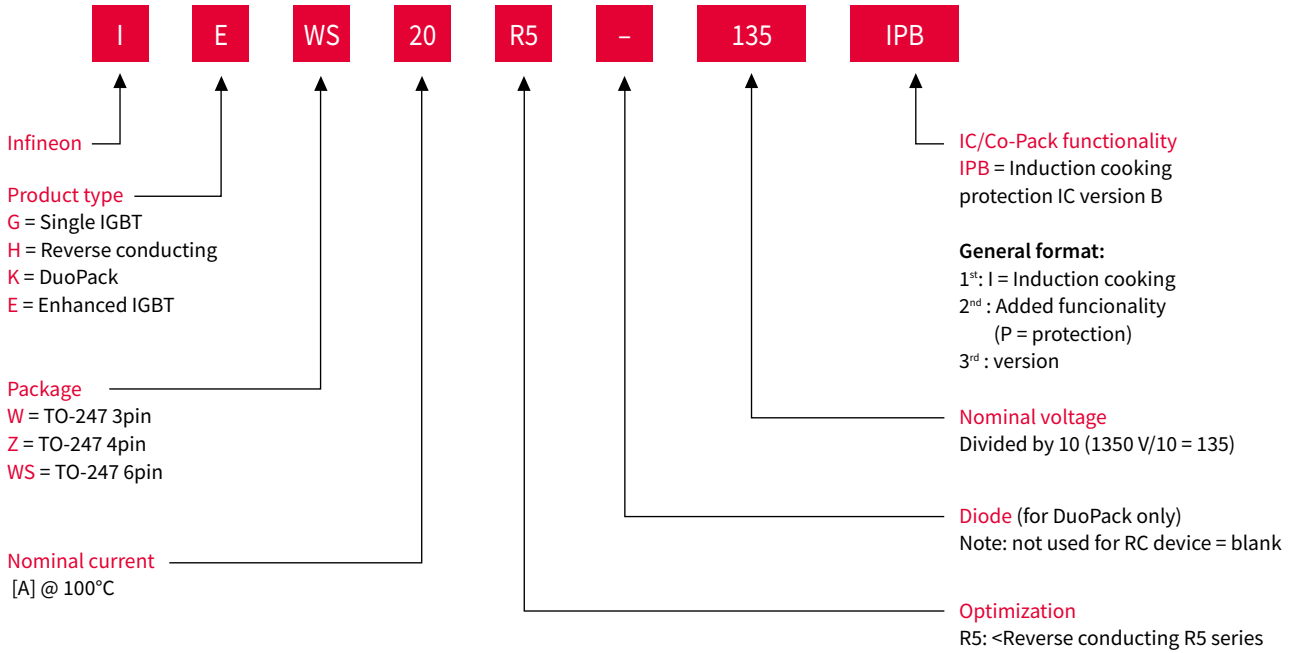 I E WS 20 R5 – 135 IPB
Infineon
Product type
G = Single IGBT
H = Reverse conducting
K = DuoPack
E = Enhanced IGBT
Package
W = TO-247 3pin
Z = TO-247 4pin
WS = TO-247 6pin
Nominal current
[A] @ 100°C
IC/Co-Pack functionality
IPB = Induction cooking
protection IC version B
General format:
1st: I = Induction cooking
2nd : Added funcionality
(P = protection)
3rd : version
Nominal voltage
Divided by 10 (1350 V/10 = 135)
Diode (for DuoPack only)
Note: not used for RC device = blank
Optimization
R5: <Reverse conducting R5 series